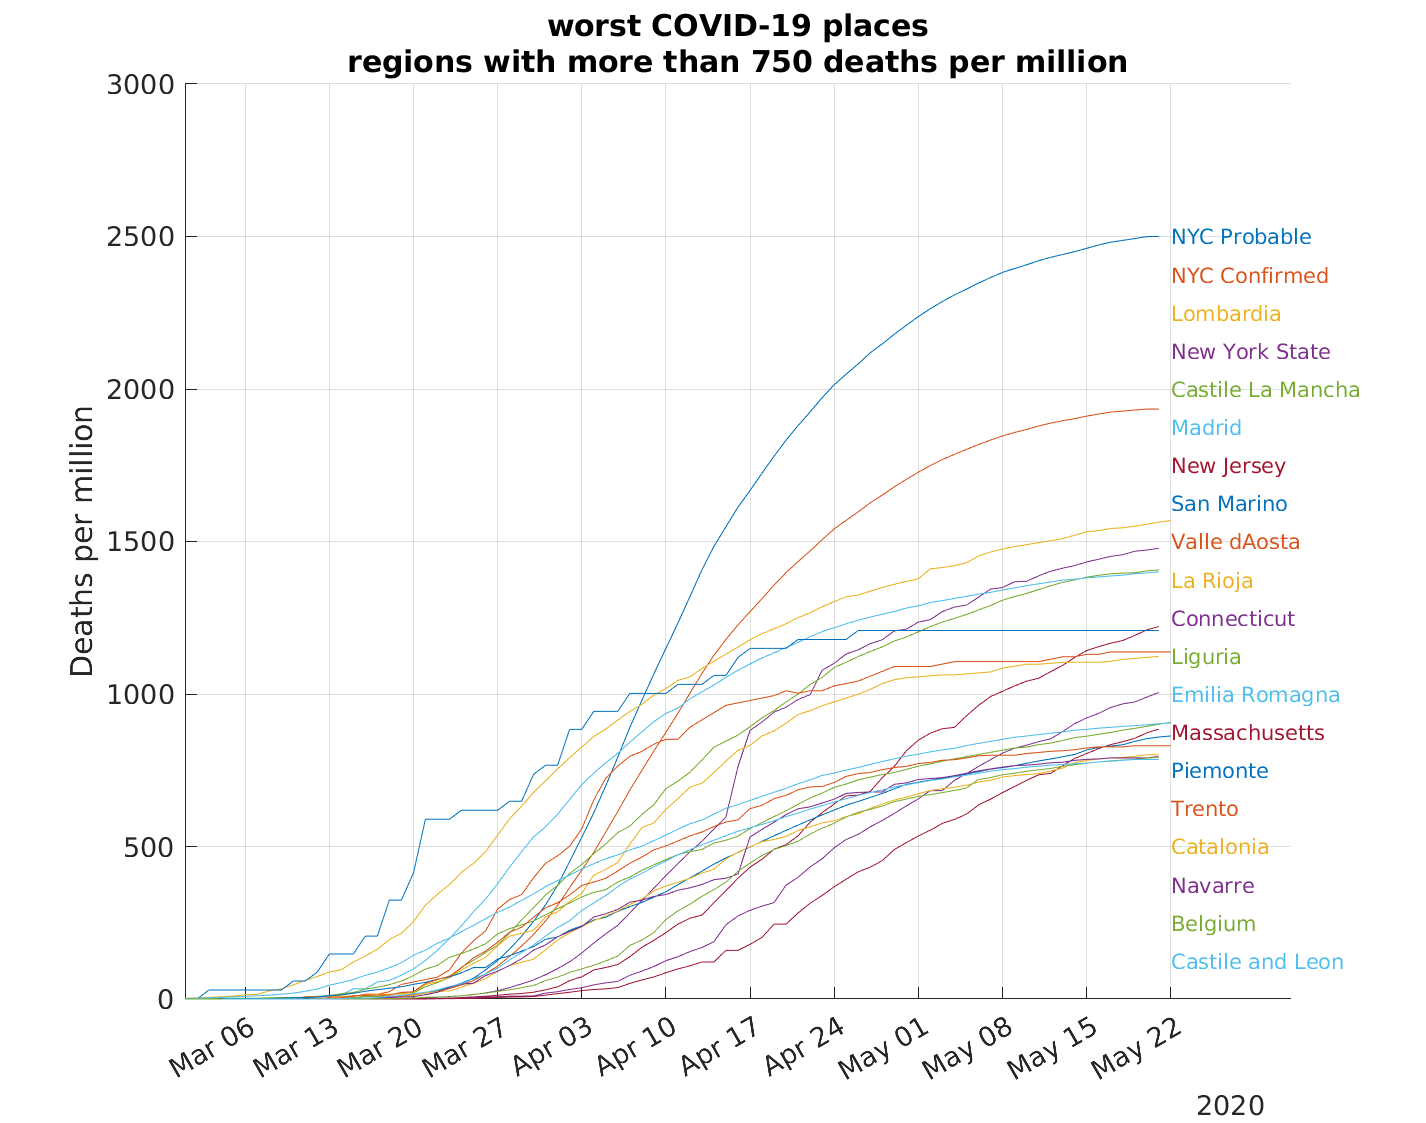 worst COVID-19 places
regions with more than 750 deaths per million
3000
2500
2000
1500
1000
500
0
Deaths per million
NYC Probable
NYC Confirmed
Lombardia
New York State
Castile La Mancha
Madrid
New Jersey
San Marino
Valle dAosta
La Rioja
Connecticut
Liguria
Emilia Romagna
Massachusetts
Piemonte
Trento
Catalonia
Navarre
Belgium
Castile and Leon
Mar 06
Mar 13
Mar 20
Mar 27
Apr 03
Apr 10
Apr 17
Apr 24
May 01
May 08
May 15
May 22
2020